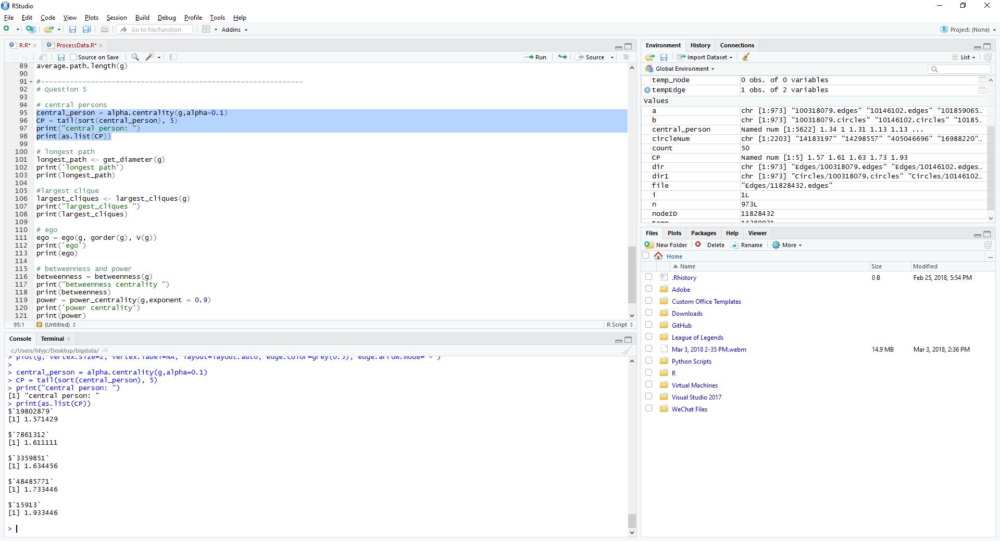 RStudio
File Edit Code View Plots Session Build Debug Profile Tools Help
Go to file/function Addins Project: (None)
R.R* ProcessData.R*
Source on Save Run Source
89 average.path.length(g)
90
91 #---------------------------------------------------------------
92 # Question 5
93
94 # central persons
95 central_person = alpha.centrality(g,alpha=0.1)
96 CP = tail(sort(central_person), 5)
97 print("central person: ")
98 print(as.list(CP))
99
100 # longest path
101 longest_path <- get_diameter(g)
102 print('longest path')
103 print(longest_path)
104
105 #largest clique
106 largest_cliques <- largest_cliques(g)
107 print("largest_cliques ")
108 print(largest_cliques)
109
110 # ego
111 ego = ego(g, gorder(g), V(g))
112 print('ego')
113 print(ego)
114
115 # betweenness and power
116 betweenness = betweenness(g)
117 print("betweenness centrality ")
118 print(betweenness)
119 power = power_centrality(g,exponent = 0.9)
120 print('power centrality')
121 print(power)
95:1 (Untitled) R Script
Console Terminal
c:/Users/hfyjc/Desktop/bigdata/
> plot(g, vertex.size=2, vertex.label=NA, layout=layout.auto, edge.color=grey(0.5), edge.arrow.mode="-")
>
> central_person = alpha.centrality(g,alpha=0.1)
> CP = tail(sort(central_person), 5)
> print("central person: ")
[1] "central person: "
> print(as.list(CP))
$`19802879`
[1] 1.571429
$`7861312`
[1] 1.611111
$`3359851`
[1] 1.634456
$`48485771`
[1] 1.733446
$`15913`
[1] 1.933446
>
Environment History Connections
Import Dataset List
Global Environment
temp_node 0 obs. of 0 variables
tempEdge 1 obs. of 2 variables
Values
a chr [1:973] "100318079.edges" "10146102.edges" "101859065…
b chr [1:973] "100318079.circles" "10146102.circles" "10185…
central_person Named num [1:5622] 1.34 1 1.31 1.13 1.13 ...
circleNum chr [1:2203] "14183197" "14298557" "405046696" "16988220"…
count 50
CP Named num [1:5] 1.57 1.61 1.63 1.73 1.93
dir chr [1:973] "Edges/100318079.edges" "Edges/10146102.edges…
dir1 chr [1:973] "Circles/100318079.circles" "Circles/10146102…
file "Edges/11828432.edges"
i 1L
n 973L
nodeID 11828432
temp 14389031
Files Plots Packages Help Viewer
New Folder Delete Rename More
Home ...
Name Size Modified
.Rhistory 0 B Feb 25, 2018, 5:54 PM
Adobe
Custom Office Templates
Downloads
GitHub
League of Legends
Mar 3, 2018 2-35 PM.webm 14.9 MB Mar 3, 2018, 2:36 PM
Python Scripts
R
Virtual Machines
Visual Studio 2017
WeChat Files